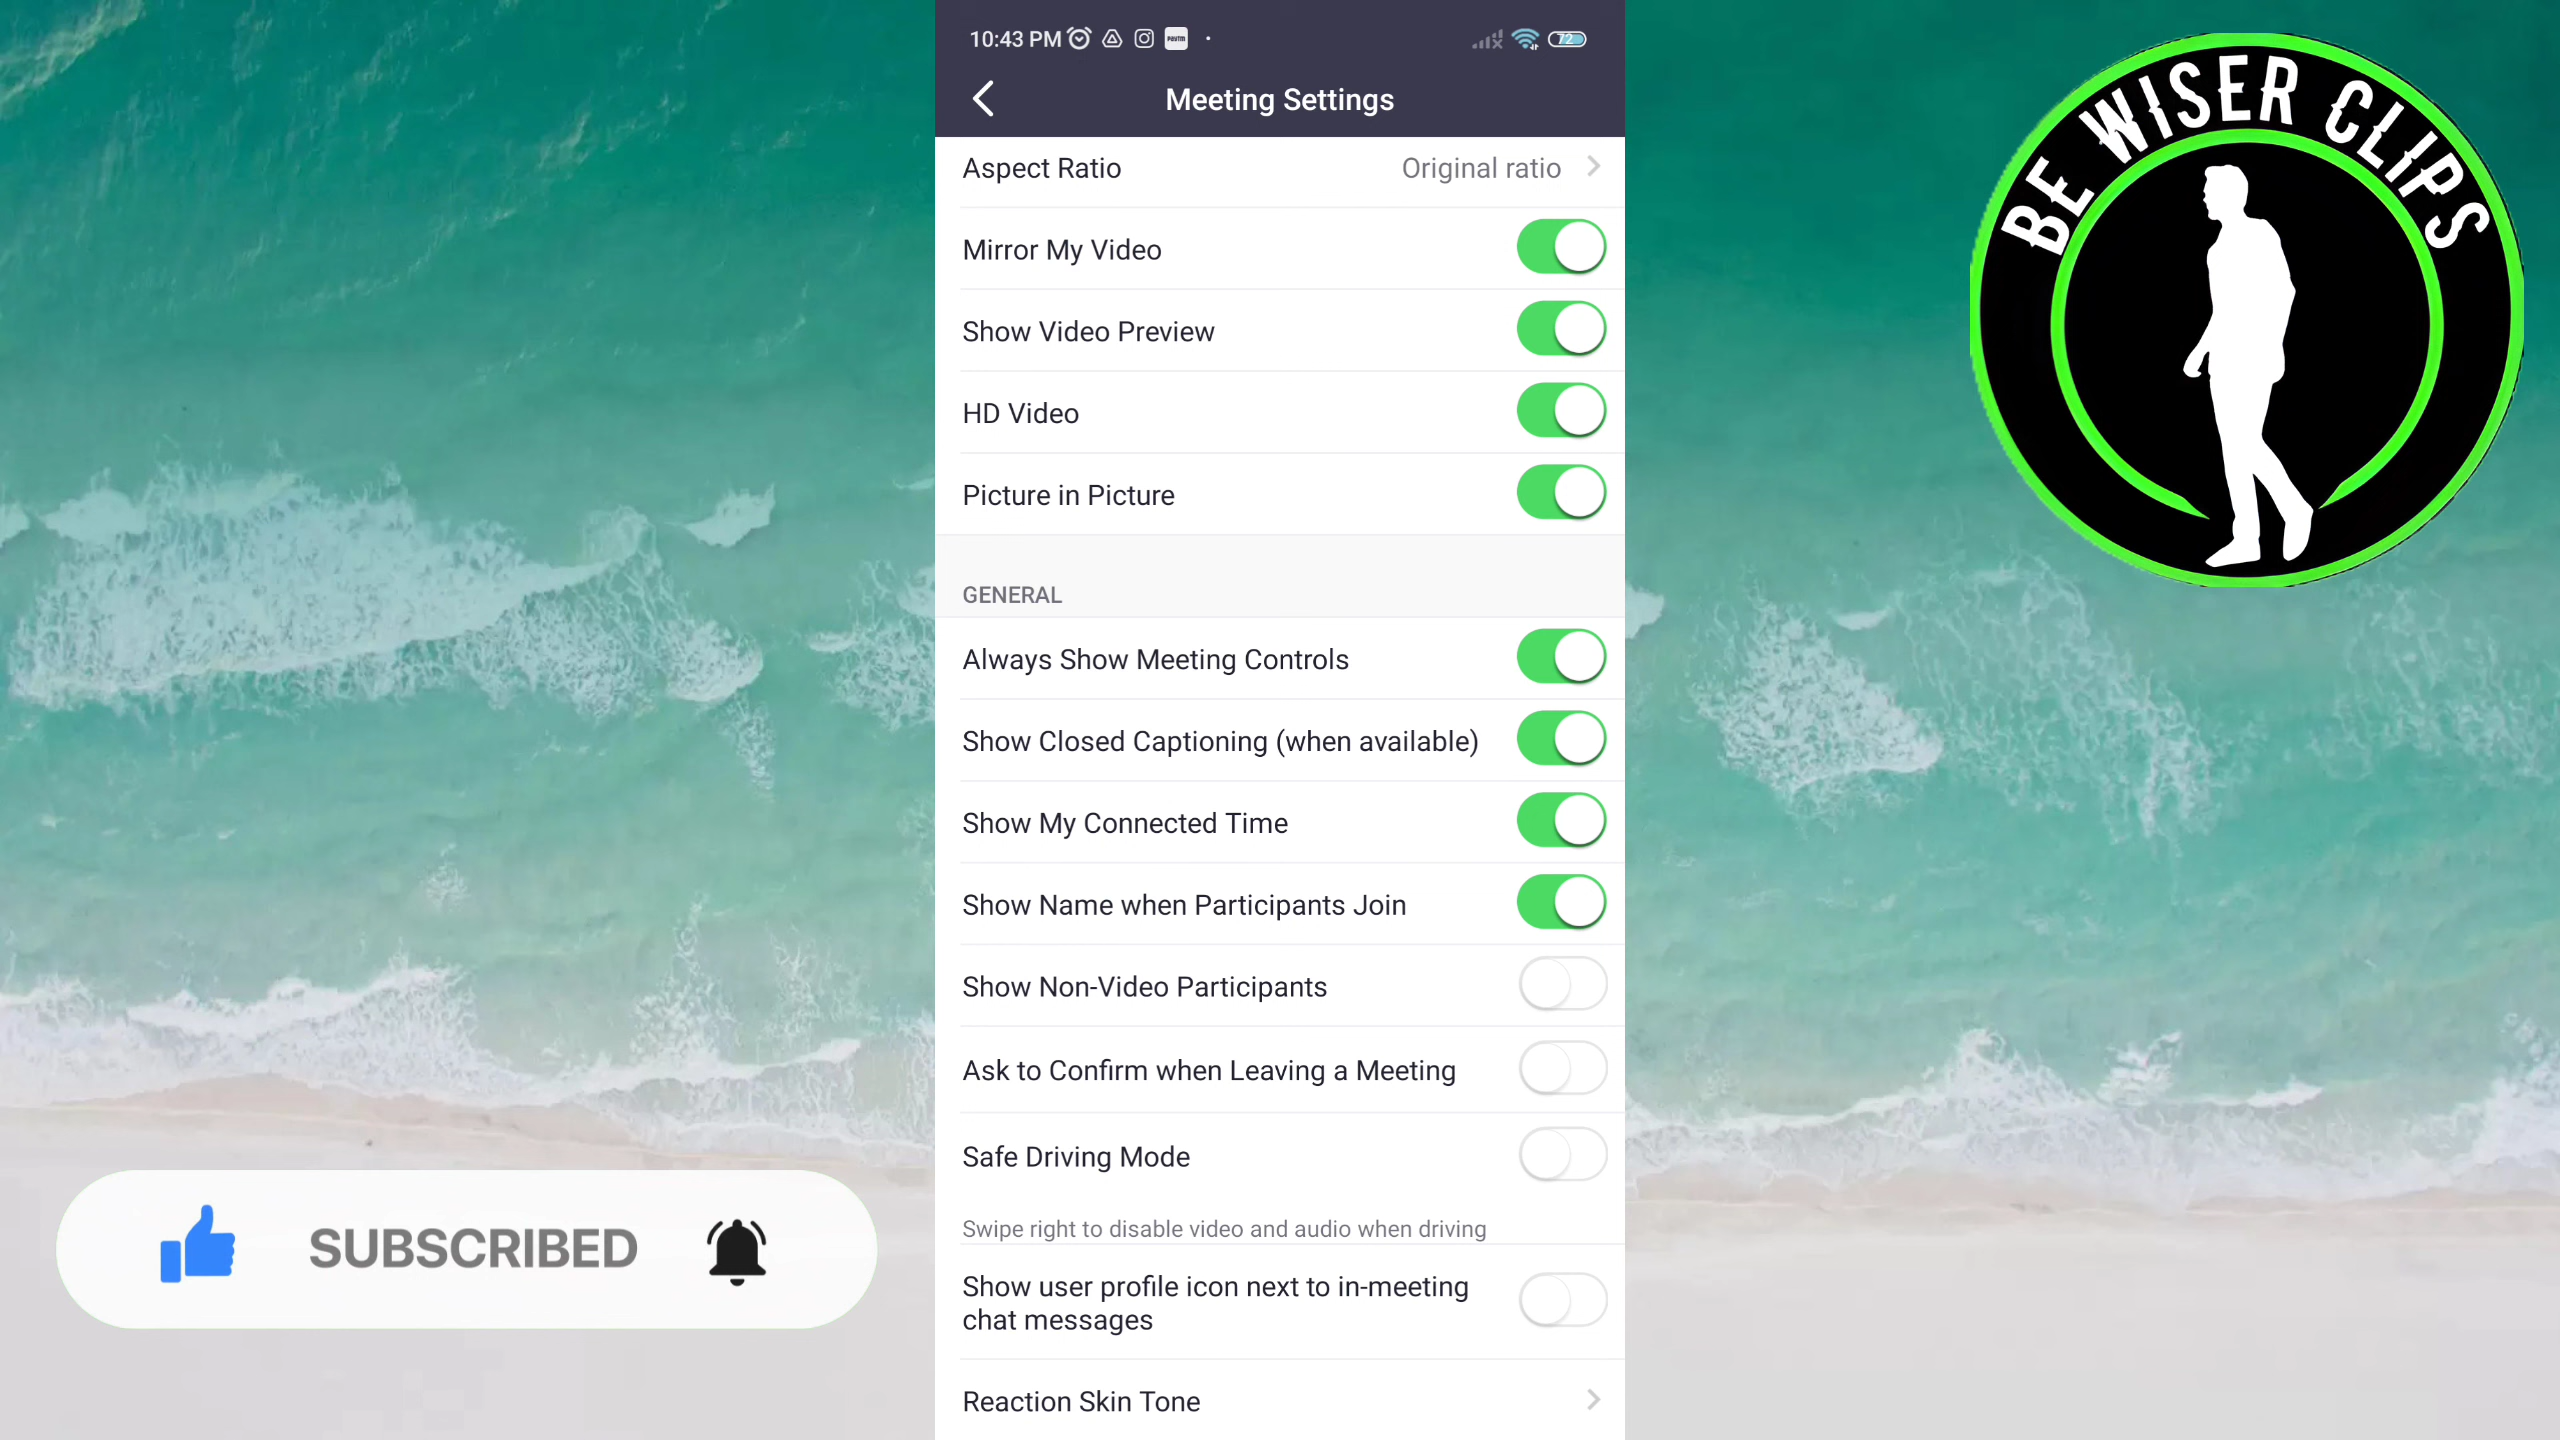 10:43 PM
Paytm
72
Meeting Settings
Aspect Ratio
Original ratio
Mirror My Video
Show Video Preview
HD Video
Picture in Picture
GENERAL
Always Show Meeting Controls
Show Closed Captioning (when available)
Show My Connected Time
Show Name when Participants Join
Show Non-Video Participants
Ask to Confirm when Leaving a Meeting
Safe Driving Mode
Swipe right to disable video and audio when driving
Show user profile icon next to in-meeting
chat messages
Reaction Skin Tone
BE WISER CLIPS
SUBSCRIBED